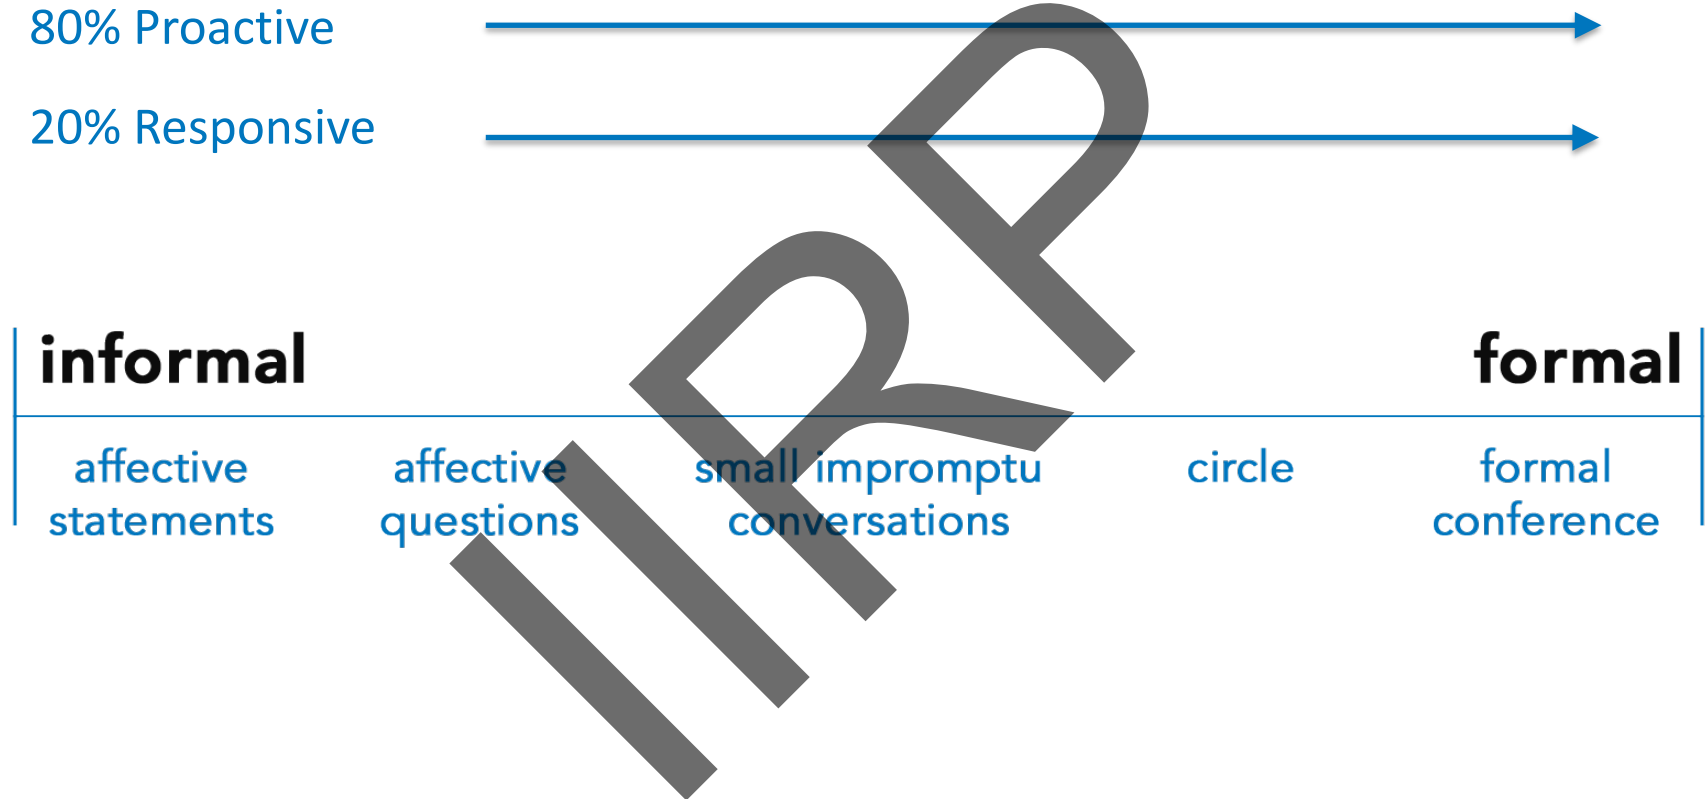 80% Proactive
20% Responsive
informal
formal
affective
statements
affective
questions
small impromptu
conversations
circle
formal
conference
IIRP